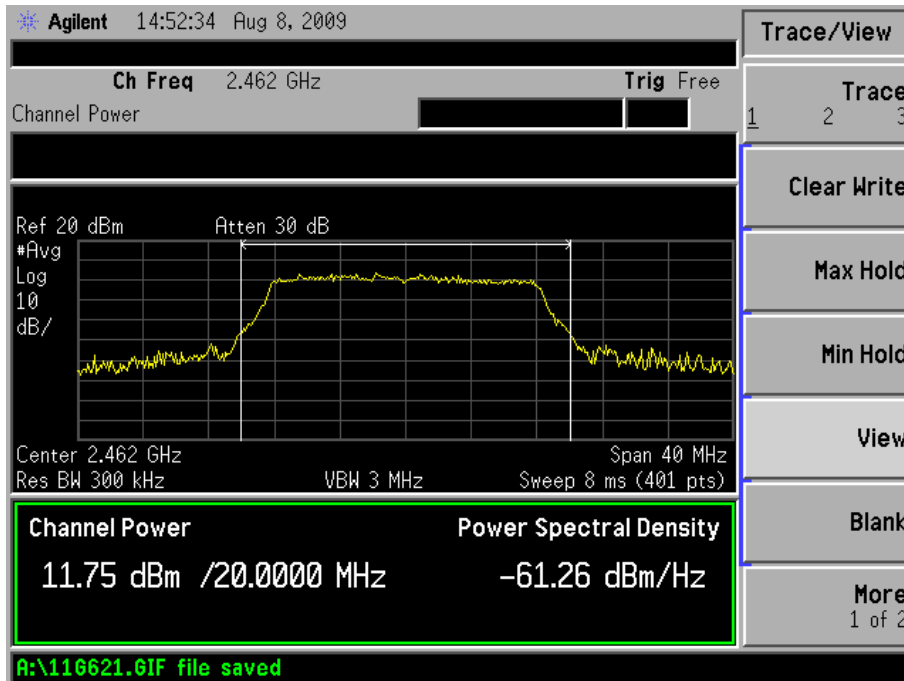 Agilent 14:52:34 Aug 8, 2009
Trace/View
Ch Freq 2.462 GHz Trig Free
Channel Power
Trace
1 2 3
Clear Write
Max Hold
Min Hold
View
Blank
More
1 of 2
Ref 20 dBm Atten 30 dB
#Avg
Log
10
dB/
Center 2.462 GHz Span 40 MHz
Res BW 300 kHz VBW 3 MHz Sweep 8 ms (401 pts)
Channel Power Power Spectral Density
11.75 dBm /20.0000 MHz -61.26 dBm/Hz
A:\11G621.GIF file saved